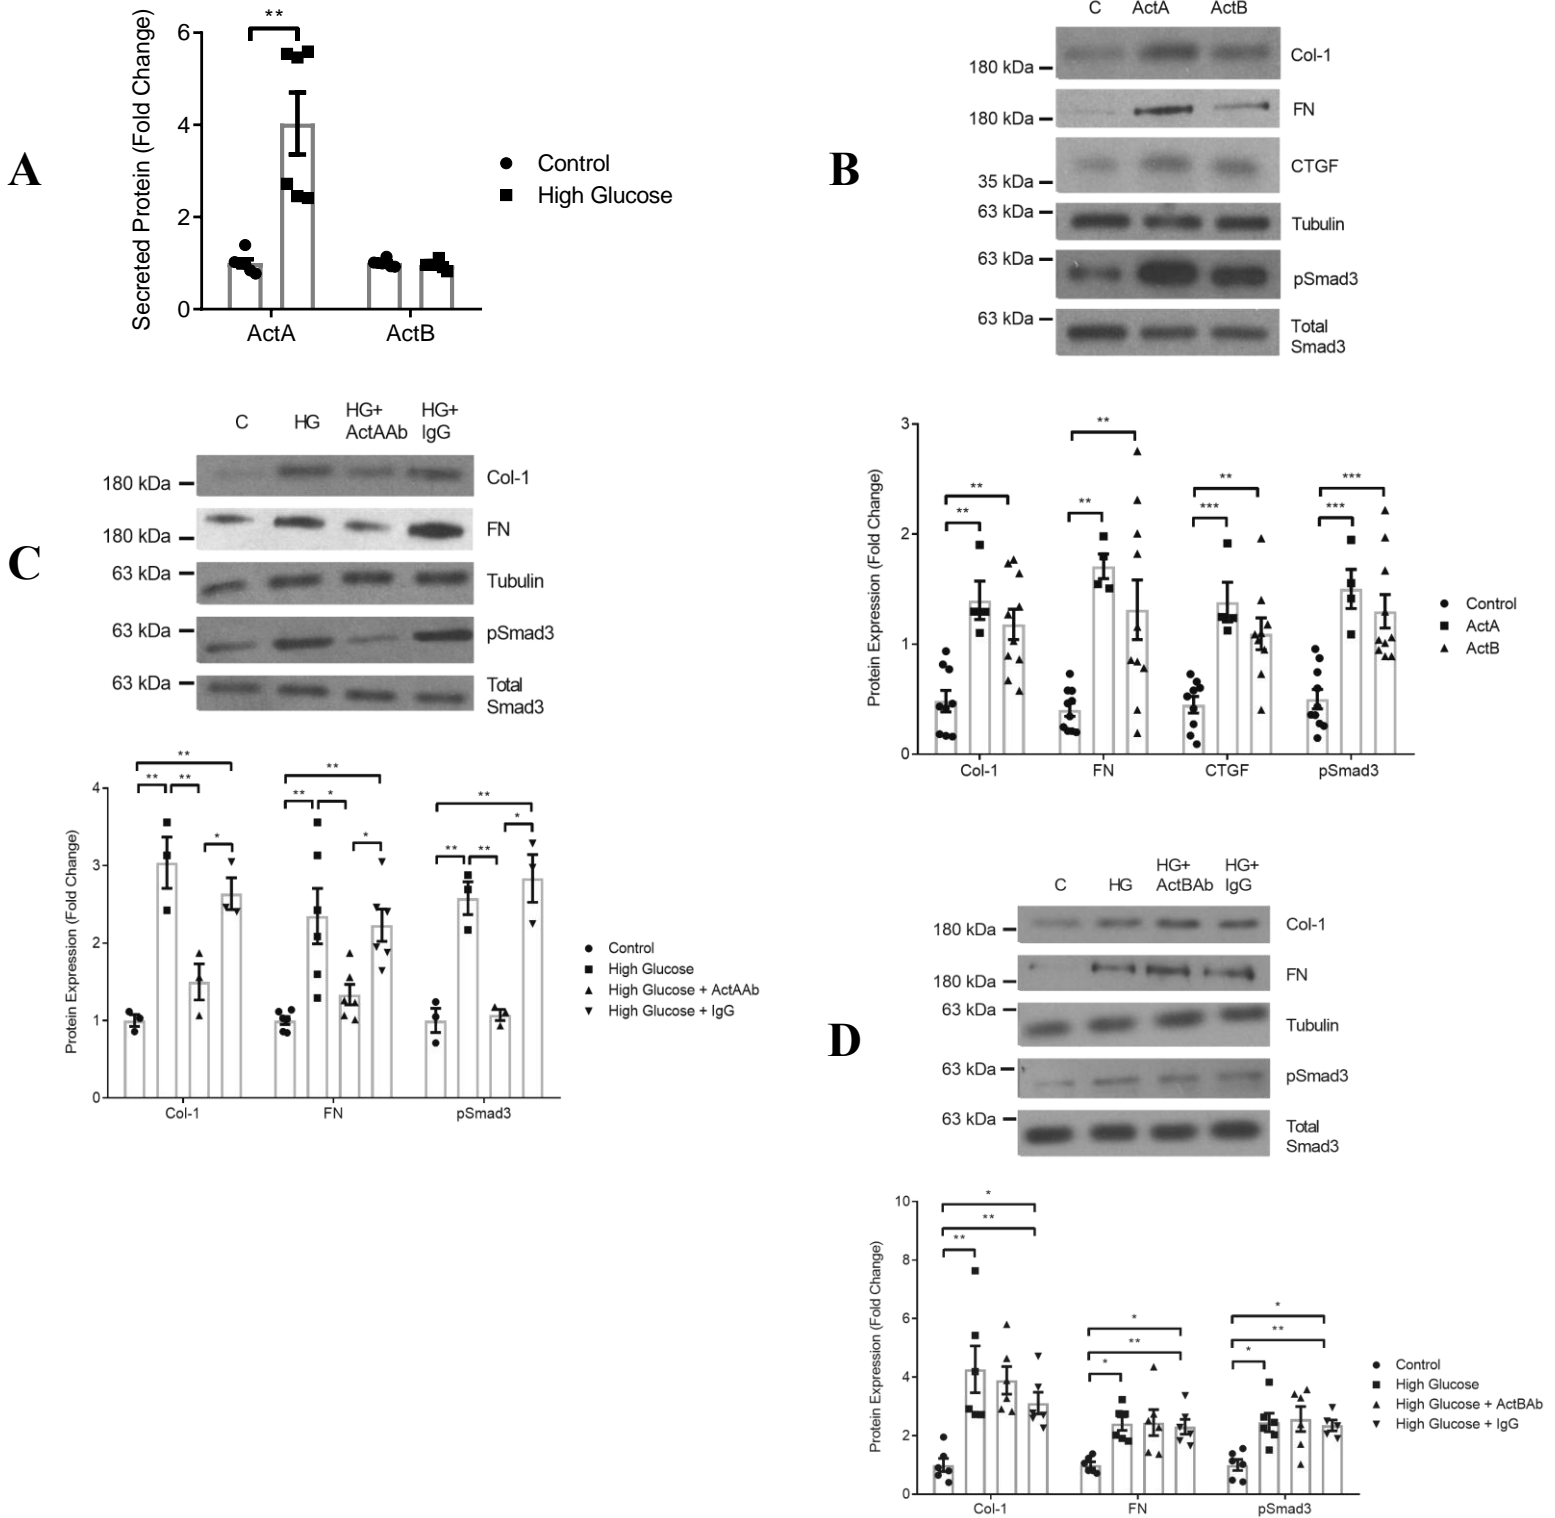 A
Secreted Protein (Fold Change)
6
4
2
0
**
ActA
ActB
Control
High Glucose
B
C
ActA
ActB
180 kDa
Col-1
180 kDa
FN
35 kDa
CTGF
63 kDa
Tubulin
63 kDa
pSmad3
63 kDa
Total
Smad3
Protein Expression (Fold Change)
3
2
1
0
**
**
**
**
**
***
***
***
Col-1
FN
CTGF
pSmad3
Control
ActA
ActB
C
C
HG
HG+
ActAAb
HG+
IgG
180 kDa
Col-1
180 kDa
FN
63 kDa
Tubulin
63 kDa
pSmad3
63 kDa
Total
Smad3
Protein Expression (Fold Change)
4
3
2
1
0
**
**
**
*
**
**
*
*
**
*
**
**
Col-1
FN
pSmad3
Control
High Glucose
High Glucose + ActAAb
High Glucose + IgG
D
C
HG
HG+
ActBAb
HG+
IgG
180 kDa
Col-1
180 kDa
FN
63 kDa
Tubulin
63 kDa
pSmad3
63 kDa
Total
Smad3
Protein Expression (Fold Change)
10
8
6
4
2
0
*
**
**
*
**
*
*
**
*
Col-1
FN
pSmad3
Control
High Glucose
High Glucose + ActBAb
High Glucose + IgG